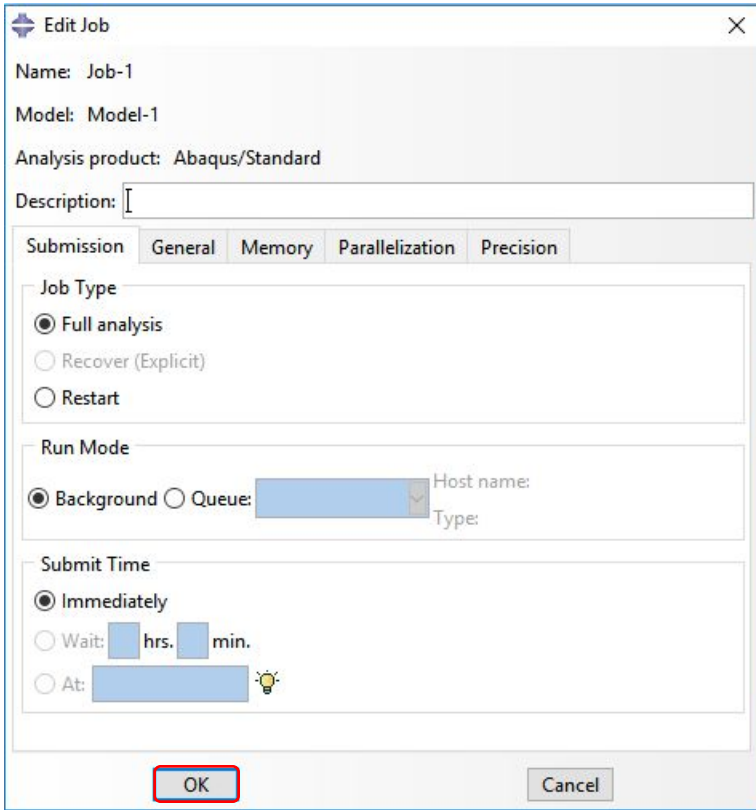 Edit Job
Name: Job-1
Model: Model-1
Analysis product: Abaqus/Standard
Description:
Submission General Memory Parallelization Precision
Job Type
Full analysis
Recover (Explicit)
Restart
Run Mode
Background Queue: Host name:
Type:
Submit Time
Immediately
Wait: hrs. min.
At:
OK Cancel